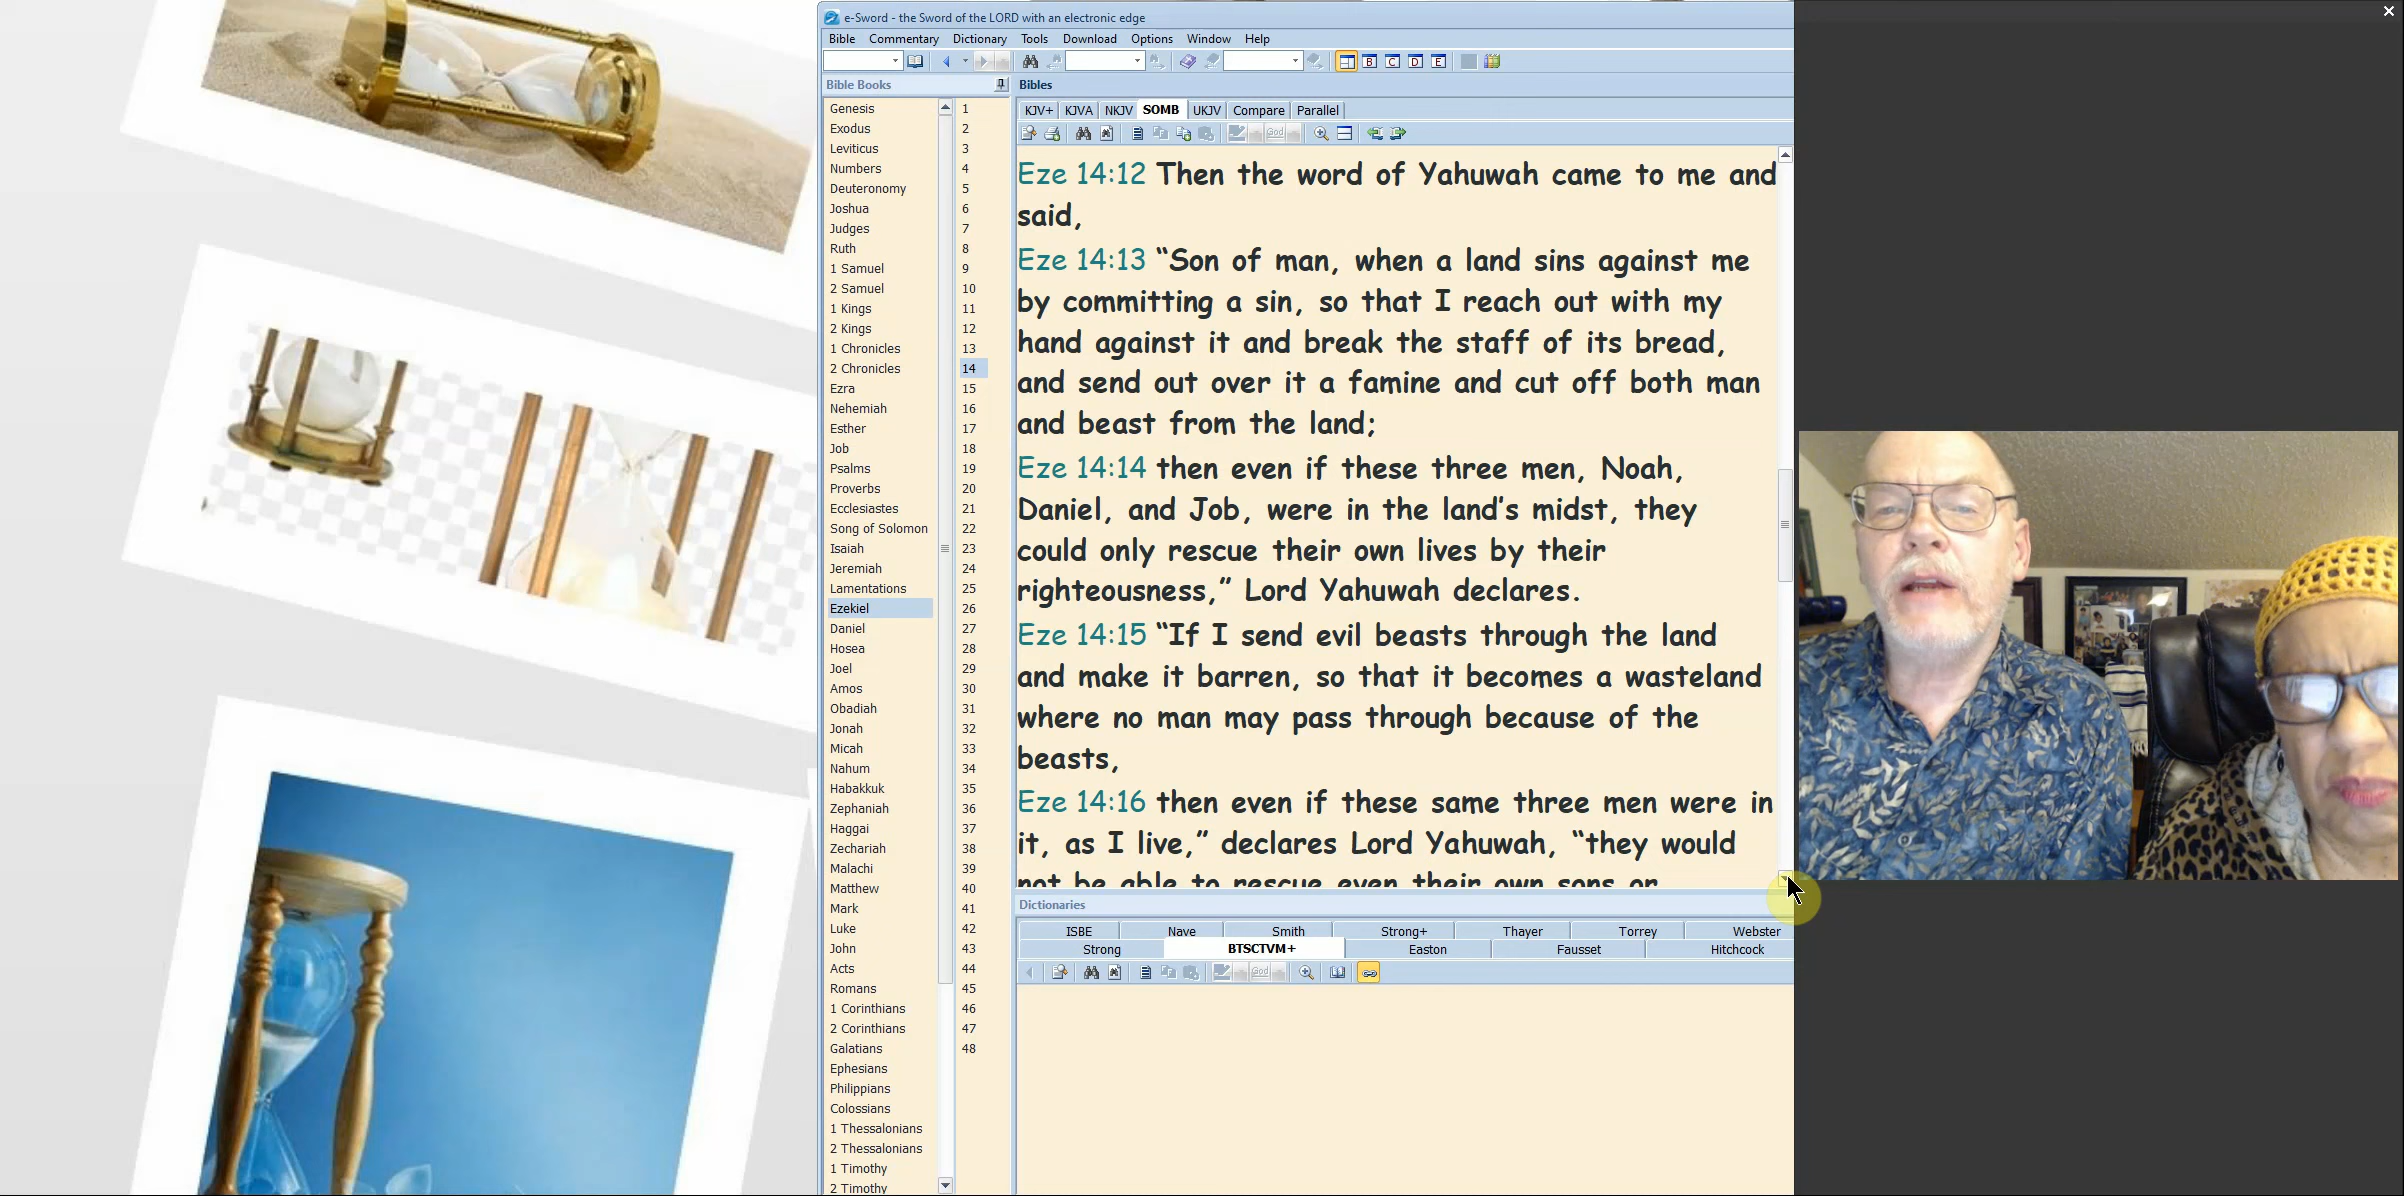 e-Sword - the Sword of the LORD with an electronic edge
Bible Commentary Dictionary Tools Download Options Window Help
B C D E
Bible Books
Genesis
Exodus
Leviticus
Numbers
Deuteronomy
Joshua
Judges
Ruth
1 Samuel
2 Samuel
1 Kings
2 Kings
1 Chronicles
2 Chronicles
Ezra
Nehemiah
Esther
Job
Psalms
Proverbs
Ecclesiastes
Song of Solomon
Isaiah
Jeremiah
Lamentations
Ezekiel
Daniel
Hosea
Joel
Amos
Obadiah
Jonah
Micah
Nahum
Habakkuk
Zephaniah
Haggai
Zechariah
Malachi
Matthew
Mark
Luke
John
Acts
Romans
1 Corinthians
2 Corinthians
Galatians
Ephesians
Philippians
Colossians
1 Thessalonians
2 Thessalonians
1 Timothy
2 Timothy
1
2
3
4
5
6
7
8
9
10
11
12
13
14
15
16
17
18
19
20
21
22
23
24
25
26
27
28
29
30
31
32
33
34
35
36
37
38
39
40
41
42
43
44
45
46
47
48
Bibles
KJV+ KJVA NKJV SOMB UKJV Compare Parallel
God
Eze 14:12 Then the word of Yahuwah came to me and
said,
Eze 14:13 “Son of man, when a land sins against me
by committing a sin, so that I reach out with my
hand against it and break the staff of its bread,
and send out over it a famine and cut off both man
and beast from the land;
Eze 14:14 then even if these three men, Noah,
Daniel, and Job, were in the land’s midst, they
could only rescue their own lives by their
righteousness,” Lord Yahuwah declares.
Eze 14:15 “If I send evil beasts through the land
and make it barren, so that it becomes a wasteland
where no man may pass through because of the
beasts,
Eze 14:16 then even if these same three men were in
it, as I live,” declares Lord Yahuwah, “they would
not be able to rescue even their own sons or
Dictionaries
ISBE Nave Smith Strong+ Thayer Torrey Webster
Strong BTSCTVM+ Easton Fausset Hitchcock
God